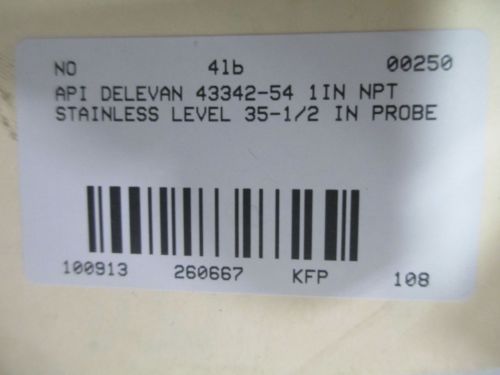 NO 4lb 00250
API DELEVAN 43342-54 1IN NPT
STAINLESS LEVEL 35-1/2 IN PROBE
100913 260667 KFP 108